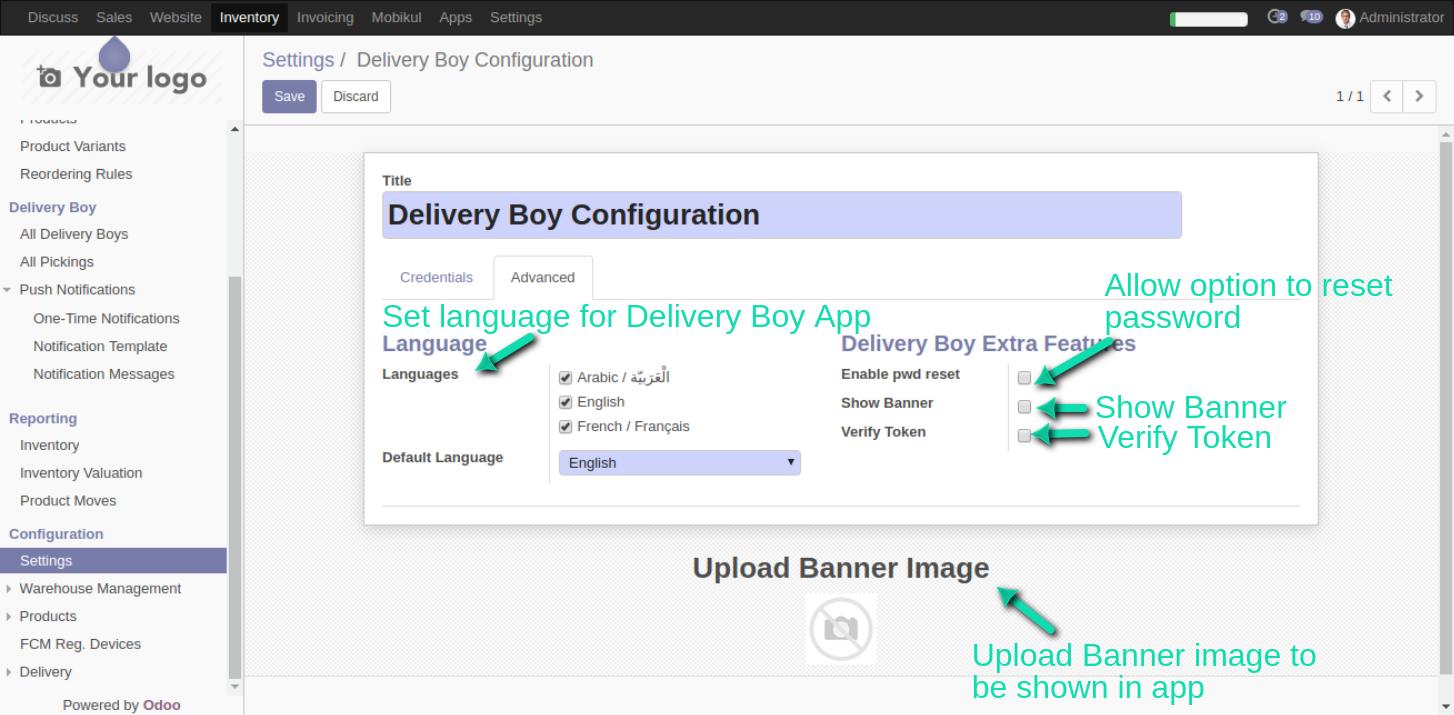 Discuss Sales Website Inventory Invoicing Mobikul Apps Settings 2 10 Administrator
Your logo
Products
Product Variants
Reordering Rules
Delivery Boy
All Delivery Boys
All Pickings
Push Notifications
One-Time Notifications
Notification Template
Notification Messages
Reporting
Inventory
Inventory Valuation
Product Moves
Configuration
Settings
Warehouse Management
Products
FCM Reg. Devices
Delivery
Powered by Odoo
Settings / Delivery Boy Configuration
Save Discard 1 / 1
Title
Delivery Boy Configuration
Credentials Advanced
Set language for Delivery Boy App
Language
Languages
Arabic / الْعَرَبيّة
English
French / Français
Default Language English
Allow option to reset
password
Delivery Boy Extra Features
Enable pwd reset
Show Banner Show Banner
Verify Token Verify Token
Upload Banner Image
Upload Banner image to
be shown in app